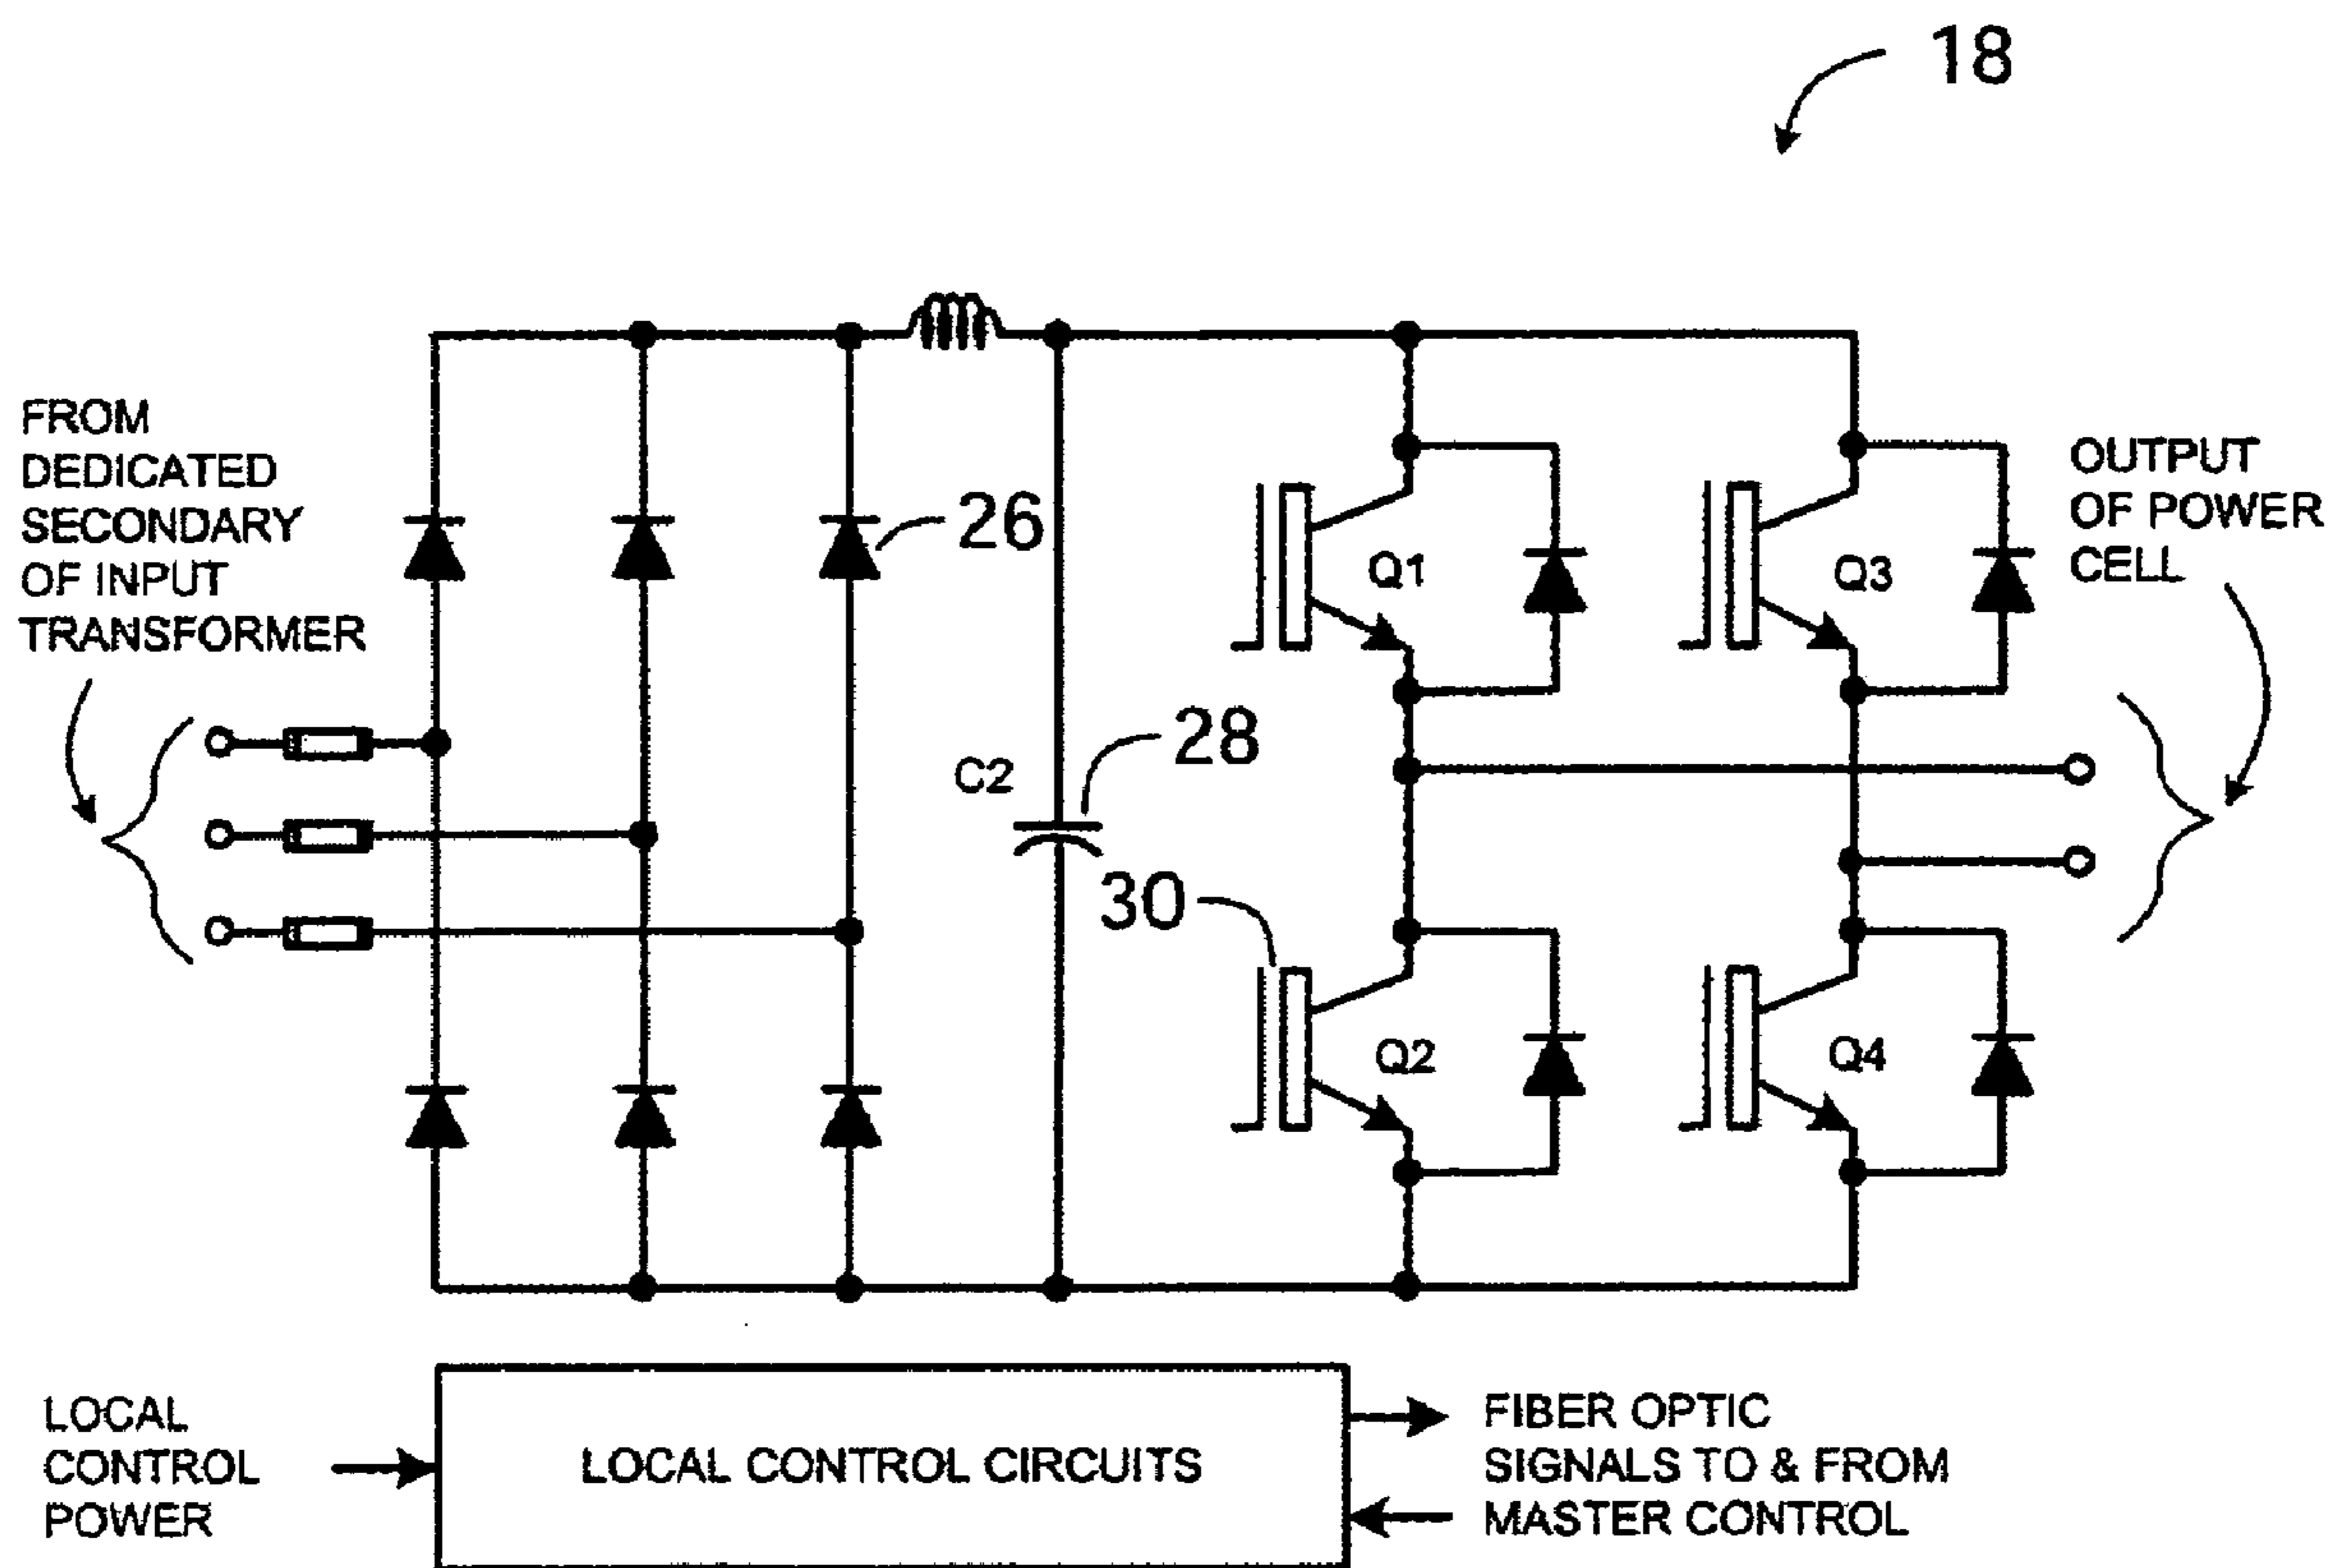 18
FROM
DEDICATED
SECONDARY
OF INPUT
TRANSFORMER
26
Q1
Q3
OUTPUT
OF POWER
CELL
C2
28
30
Q2
Q4
LOCAL
CONTROL
POWER
LOCAL CONTROL CIRCUITS
FIBER OPTIC
SIGNALS TO & FROM
MASTER CONTROL